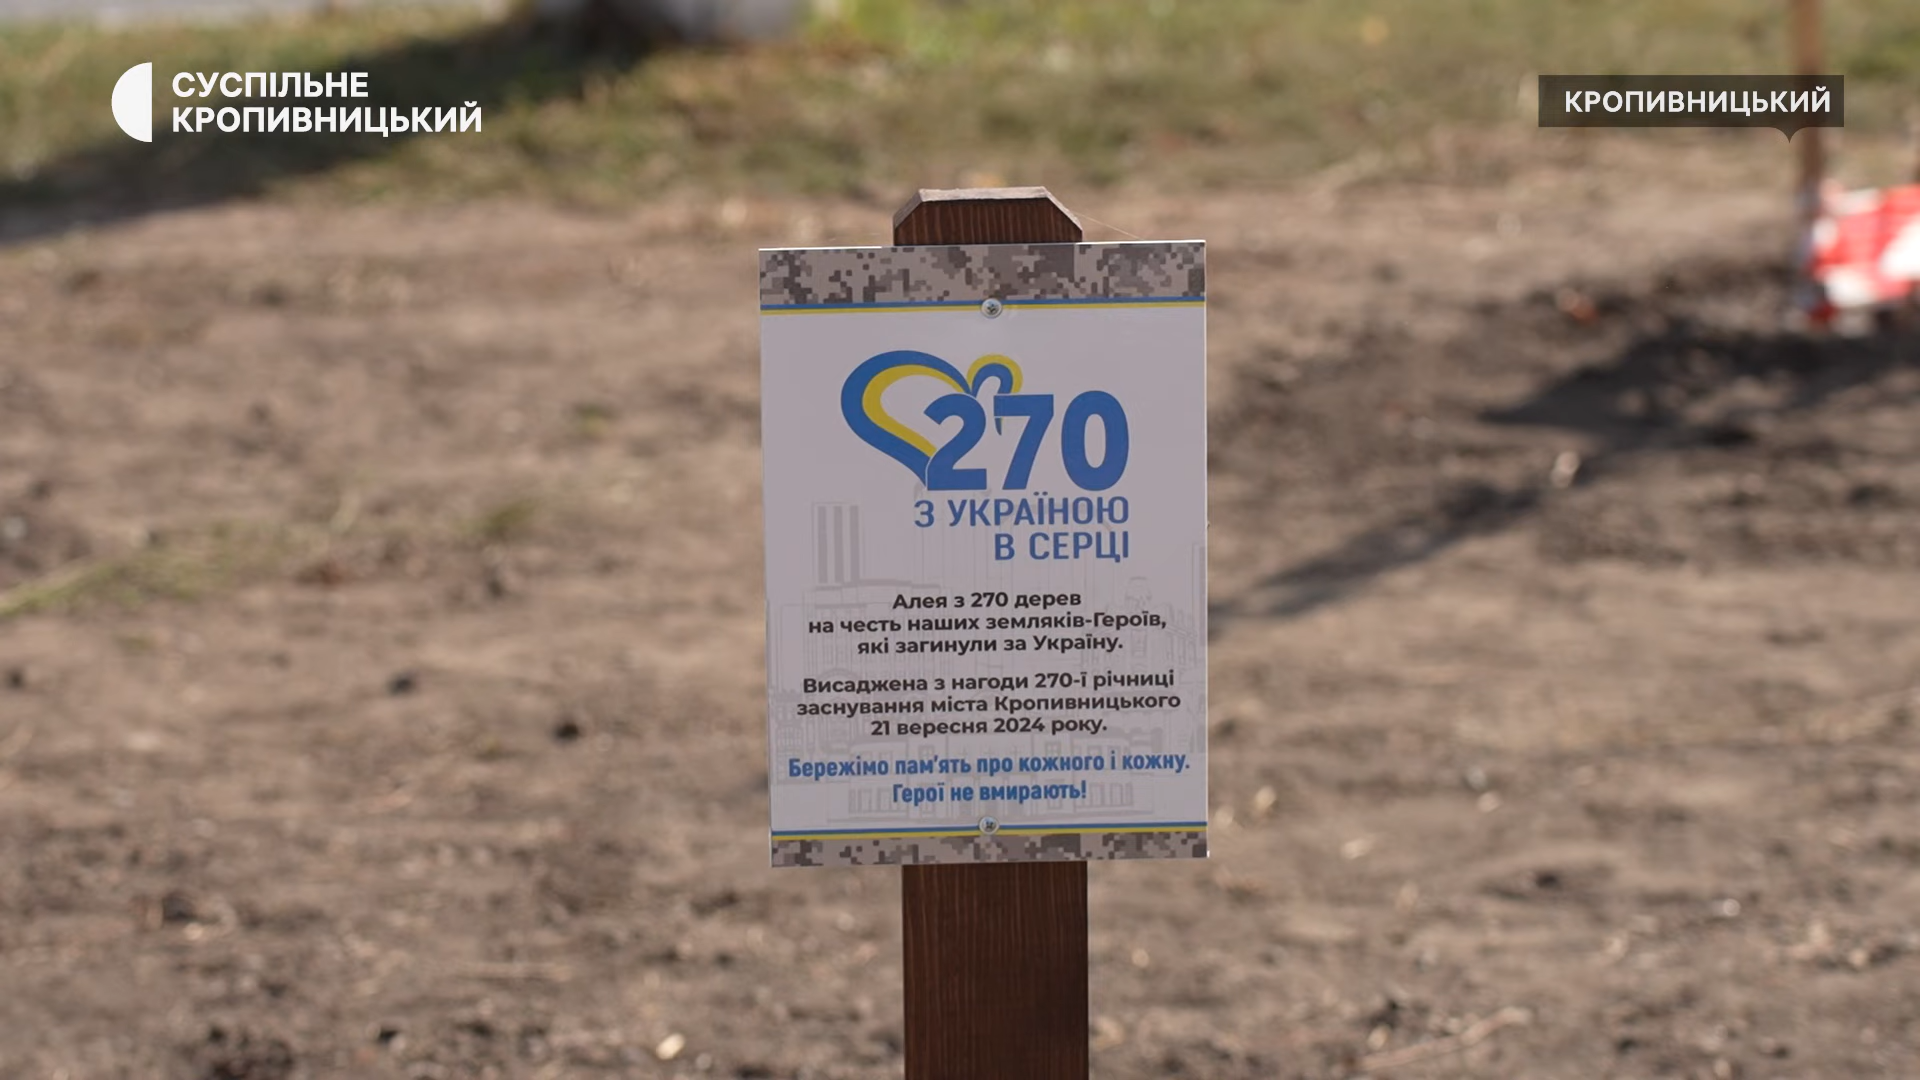 СУСПІЛЬНЕ
КРОПИВНИЦЬКИЙ
КРОПИВНИЦЬКИЙ
270
З УКРАЇНОЮ
В СЕРЦІ
Алея з 270 дерев
на честь наших земляків-Героїв,
які загинули за Україну.
Висаджена з нагоди 270-ї річниці
заснування міста Кропивницького
21 вересня 2024 року.
Бережімо пам'ять про кожного і кожну.
Герої не вмирають!